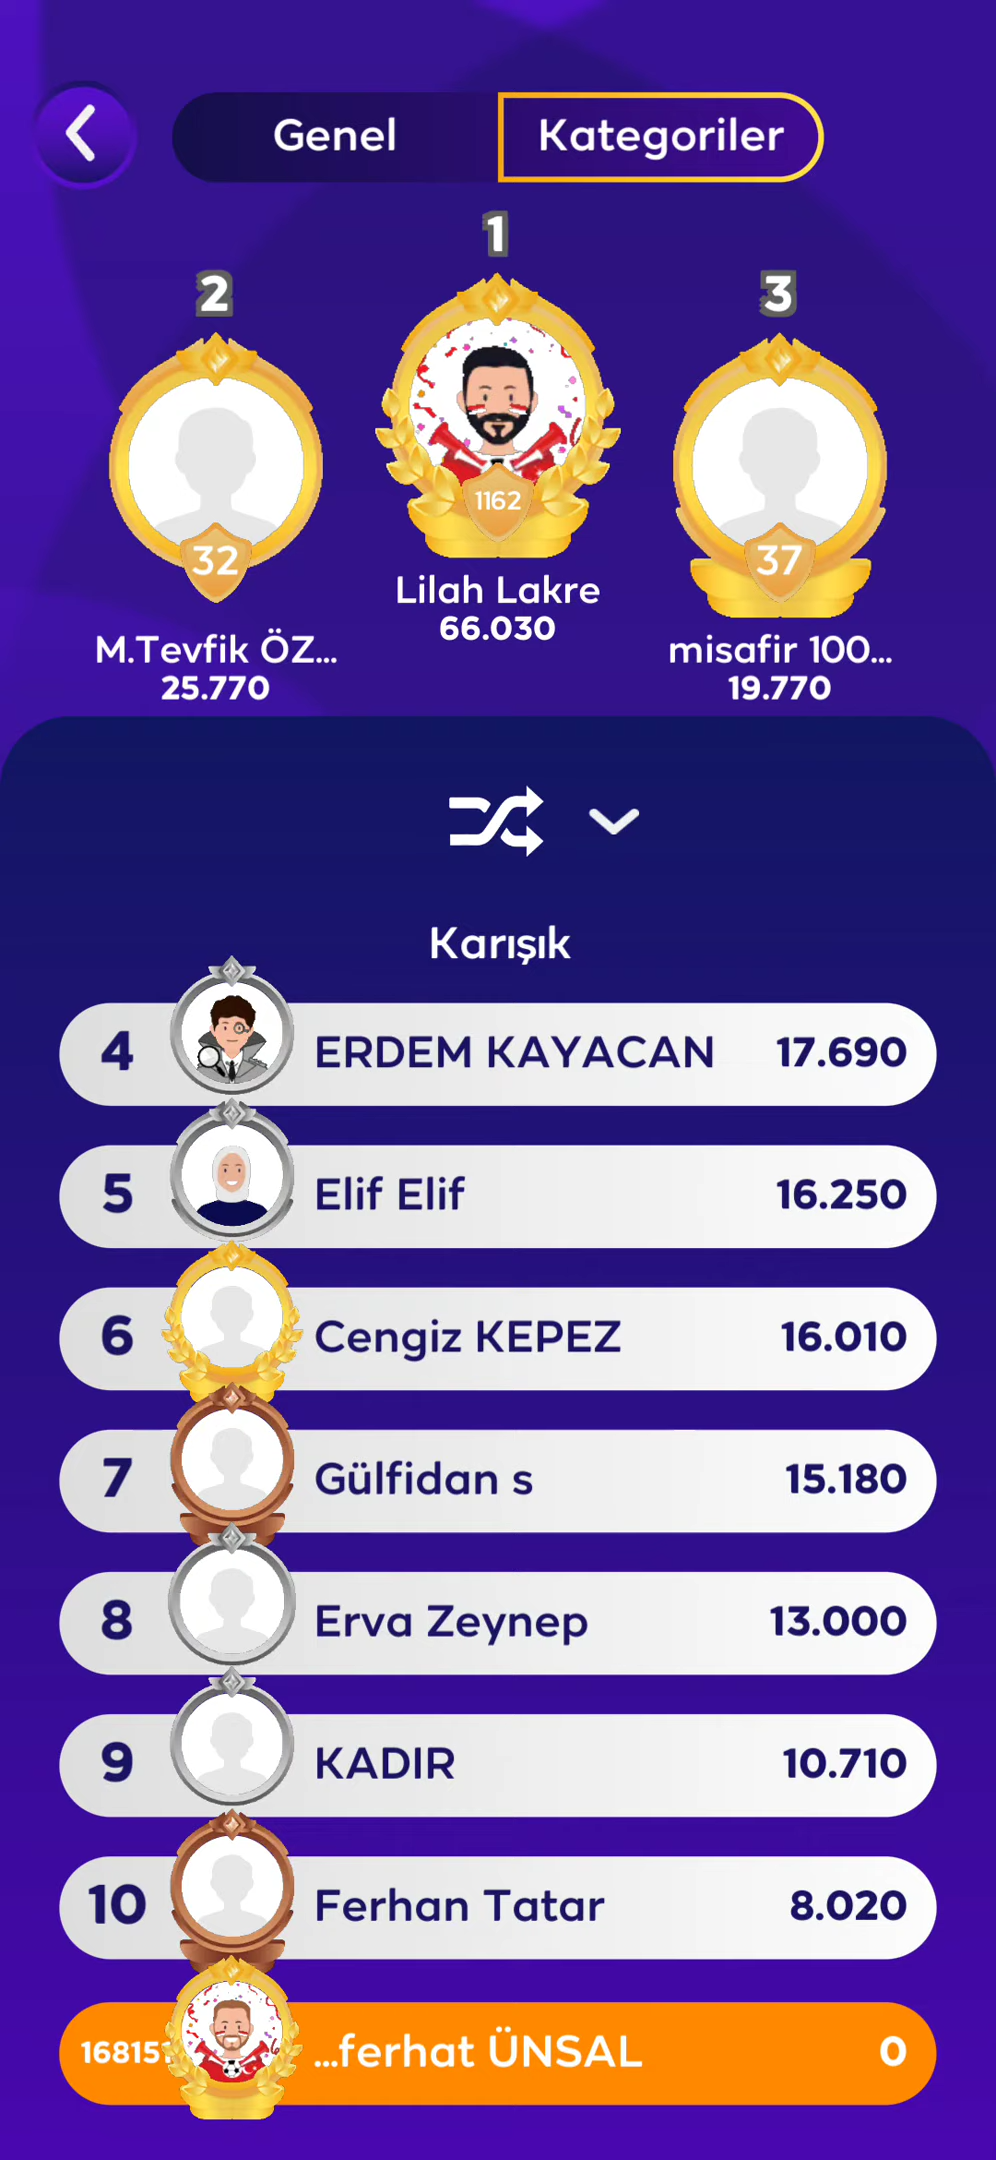 Genel
Kategoriler
1
2
3
1162
32
37
Lilah Lakre
66.030
M.Tevfik ÖZ...
25.770
misafir 100...
19.770
Karışık
4 ERDEM KAYACAN 17.690
5 Elif Elif 16.250
6 Cengiz KEPEZ 16.010
7 Gülfidan s 15.180
8 Erva Zeynep 13.000
9 KADIR 10.710
10 Ferhan Tatar 8.020
...ferhat ÜNSAL 0